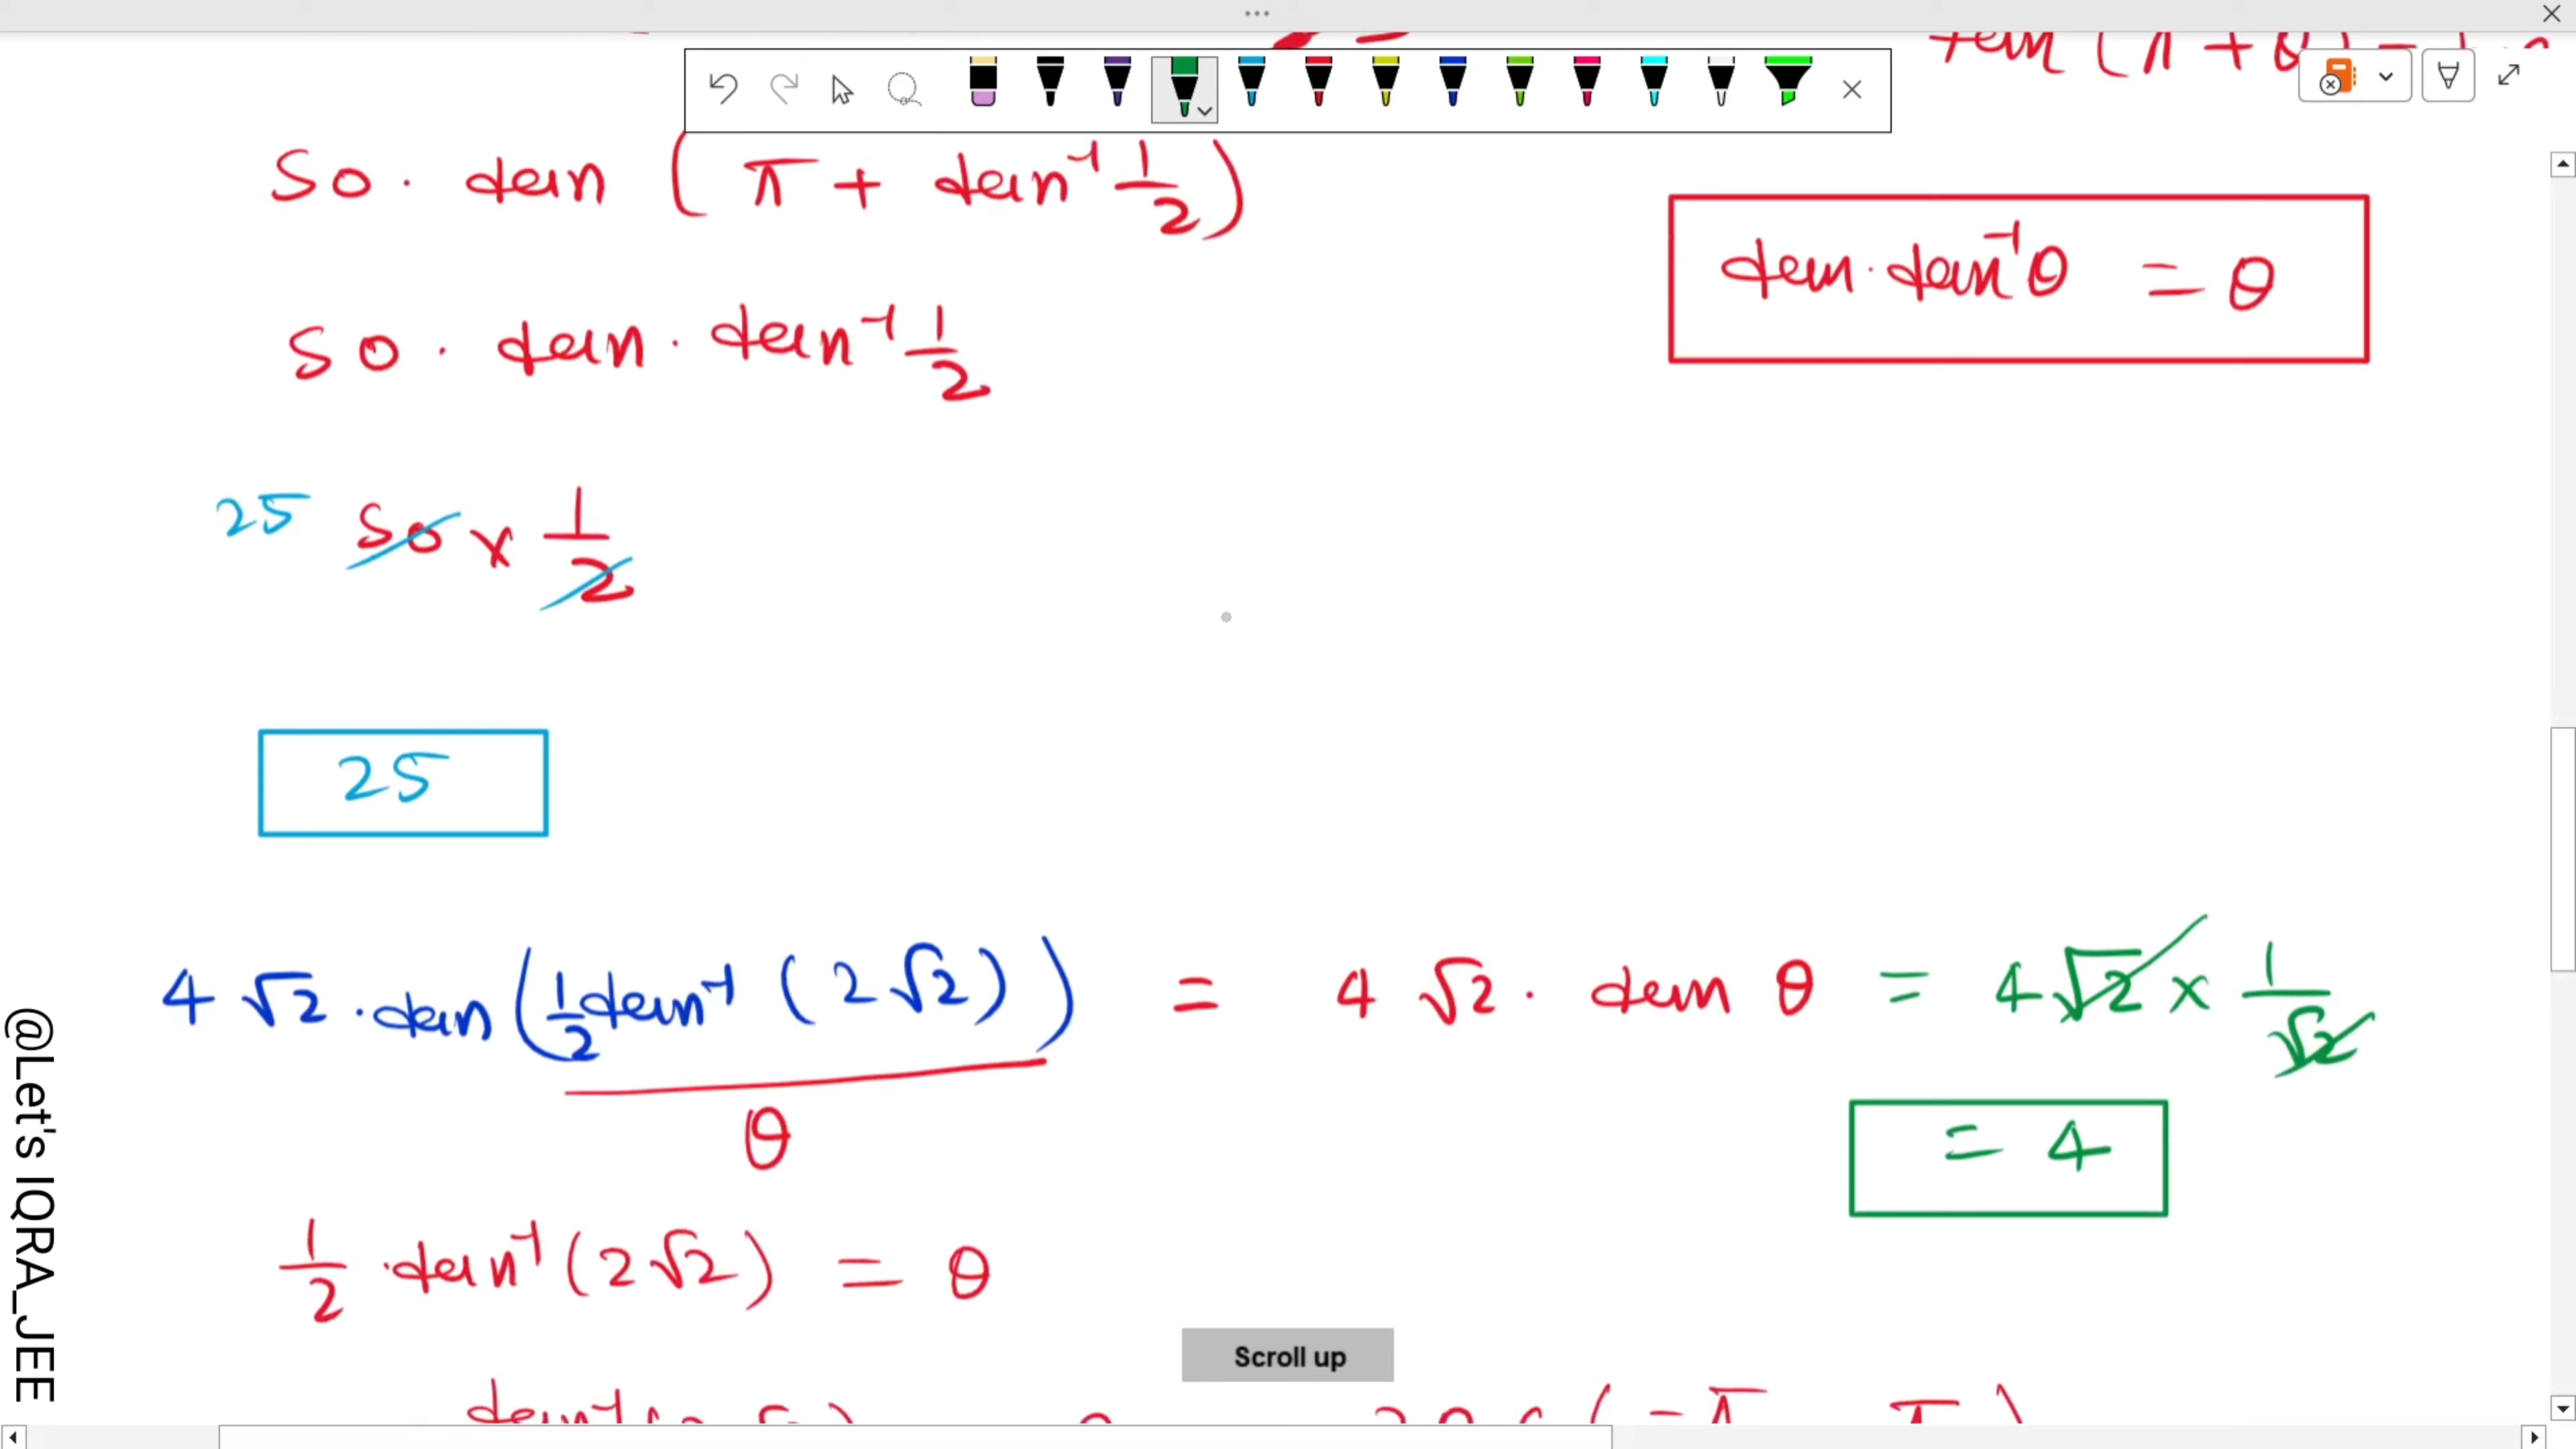 tan (π + θ) =
50 · tan ( π + tan⁻¹ 1/2 )
tan · tan⁻¹θ = θ
50 · tan · tan⁻¹ 1/2
25 50 × 1/2
25
4 √2 · tan ( 1/2 tan⁻¹ ( 2√2 ) ) = 4 √2 · tan θ = 4√2 × 1/√2
θ
= 4
1/2 · tan⁻¹ (2√2) = θ
Scroll up
@Let's IQRA_JEE